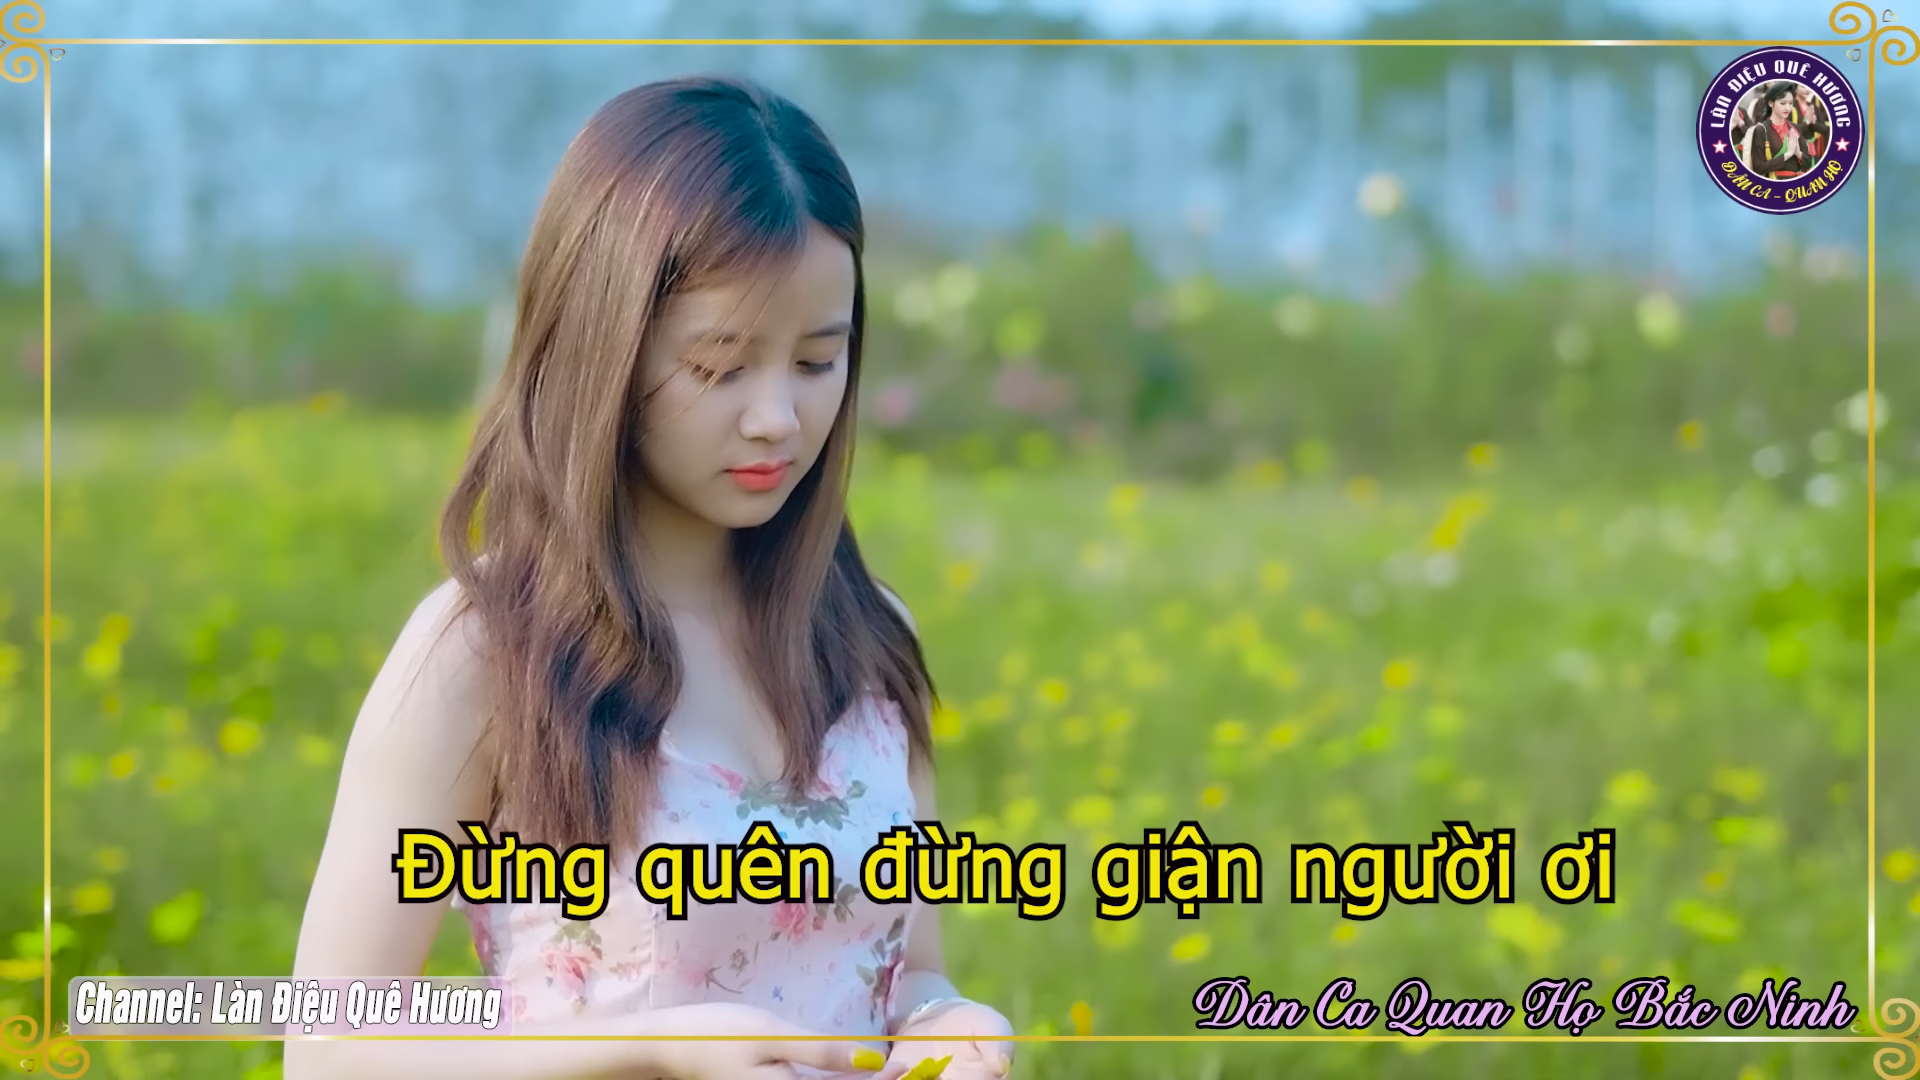 LÀN ĐIỆU QUÊ HƯƠNG
DÂN CA - QUAN HỌ
Đừng quên đừng giận người ơi
Channel: Làn Điệu Quê Hương
Dân Ca Quan Họ Bắc Ninh